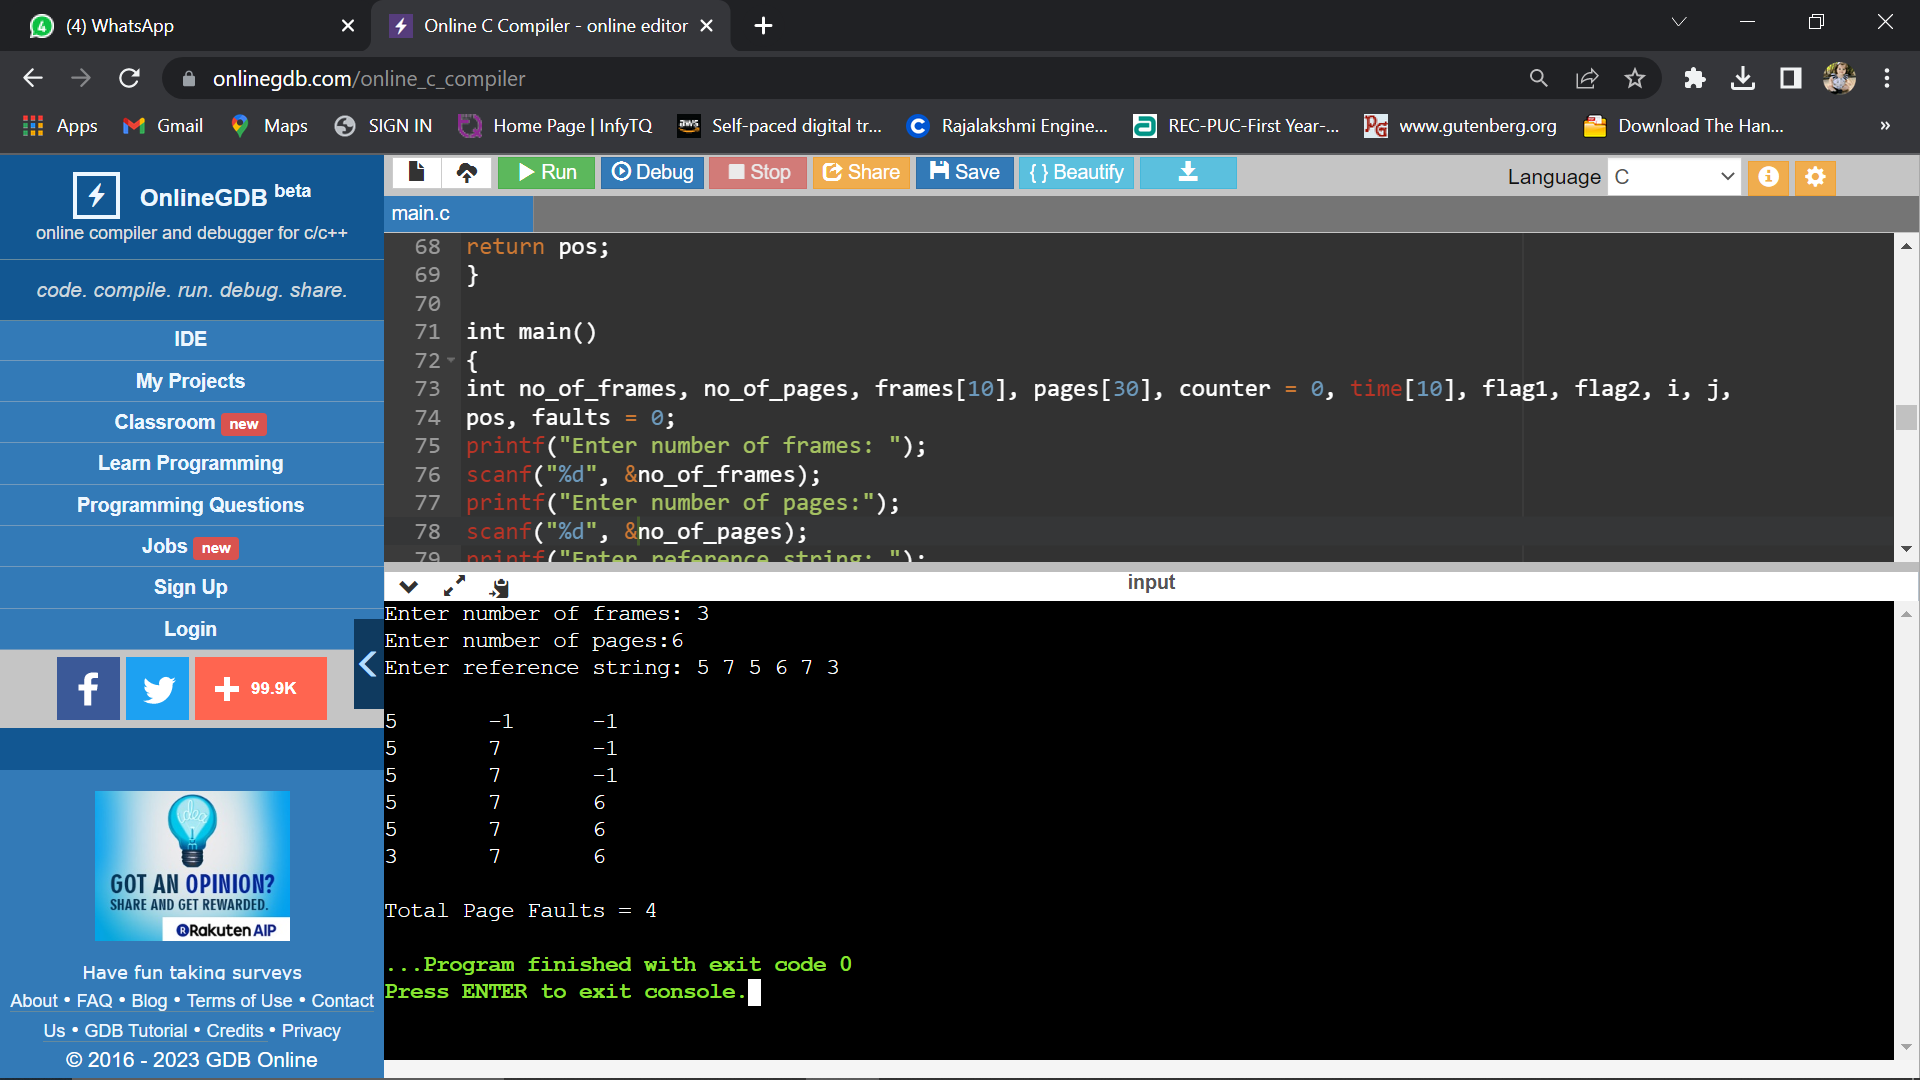 (4) WhatsApp
Online C Compiler - online editor
onlinegdb.com/online_c_compiler
Apps
Gmail
Maps
SIGN IN
Home Page | InfyTQ
aws
Self-paced digital tr...
C
Rajalakshmi Engine...
REC-PUC-First Year-...
PG
www.gutenberg.org
Download The Han...
»
OnlineGDB beta
online compiler and debugger for c/c++
code. compile. run. debug. share.
IDE
My Projects
Classroom new
Learn Programming
Programming Questions
Jobs new
Sign Up
Login
f
+ 99.9K
idea
GOT AN OPINION?
SHARE AND GET REWARDED.
Rakuten AIP
Have fun taking surveys
About • FAQ • Blog • Terms of Use • Contact
Us • GDB Tutorial • Credits • Privacy
© 2016 - 2023 GDB Online
Run
Debug
Stop
Share
Save
{ } Beautify
Language C
main.c
68 return pos;
69 }
70
71 int main()
72 {
73 int no_of_frames, no_of_pages, frames[10], pages[30], counter = 0, time[10], flag1, flag2, i, j,
74 pos, faults = 0;
75 printf("Enter number of frames: ");
76 scanf("%d", &no_of_frames);
77 printf("Enter number of pages:");
78 scanf("%d", &no_of_pages);
79 printf("Enter reference string: ");
input
Enter number of frames: 3
Enter number of pages:6
Enter reference string: 5 7 5 6 7 3
5 -1 -1
5 7 -1
5 7 -1
5 7 6
5 7 6
3 7 6
Total Page Faults = 4
...Program finished with exit code 0
Press ENTER to exit console.